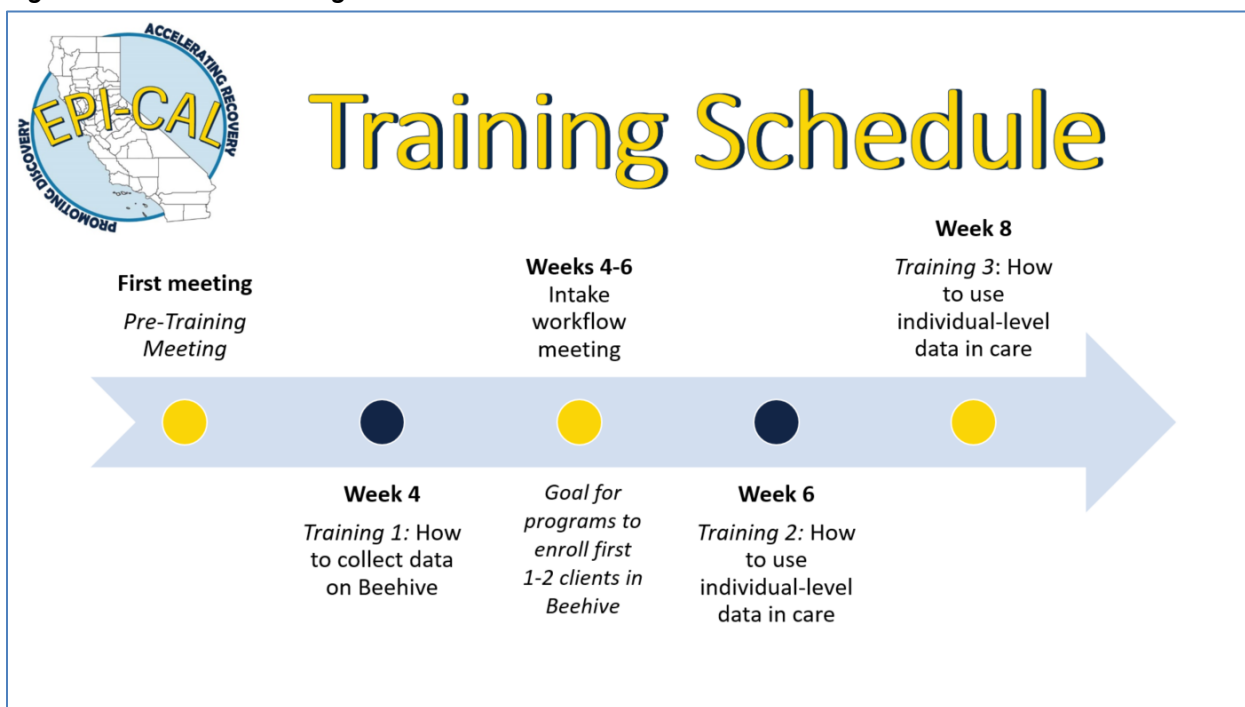 ACCELERATING RECOVERY
EPI-CAL
PROMOTING DISCOVERY
Training Schedule
First meeting
Pre-Training
Meeting
Week 4
Training 1: How
to collect data
on Beehive
Weeks 4-6
Intake
workflow
meeting
Goal for
programs to
enroll first
1-2 clients in
Beehive
Week 6
Training 2: How
to use
individual-level
data in care
Week 8
Training 3: How
to use
individual-level
data in care